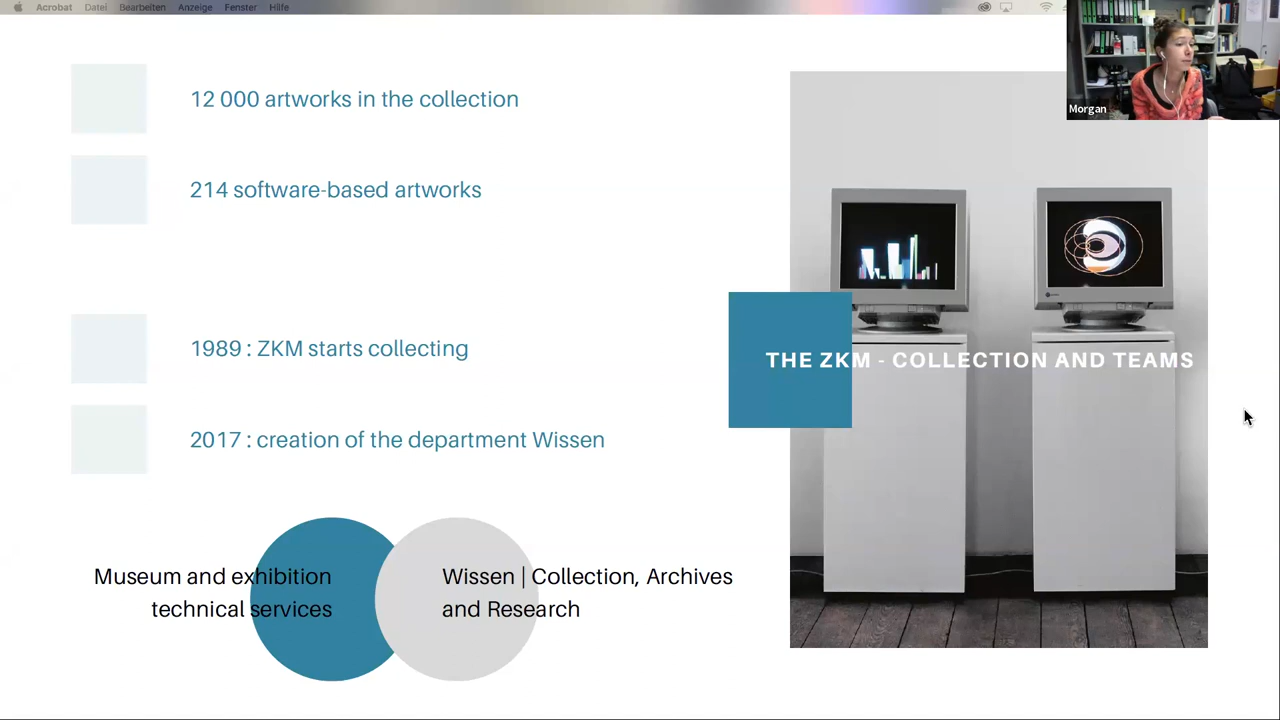 Acrobat Datei Bearbeiten Anzeige Fenster Hilfe
12 000 artworks in the collection
214 software-based artworks
1989 : ZKM starts collecting
2017 : creation of the department Wissen
Museum and exhibition
technical services
Wissen | Collection, Archives
and Research
THE ZKM - COLLECTION AND TEAMS
Morgan